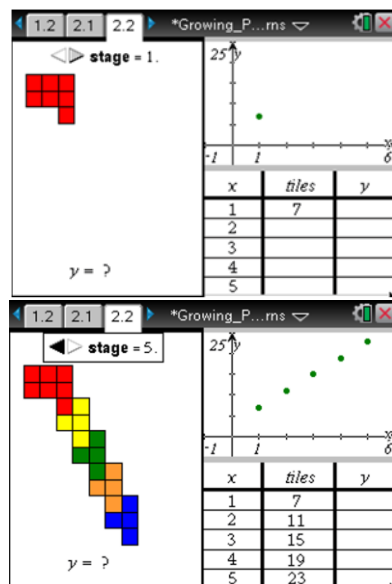 1.2 2.1 2.2 *Growing_P...rns
stage = 1.
y = ?
25 y
x
-1 1 6
x tiles y
1 7
2
3
4
5
1.2 2.1 2.2 *Growing_P...rns
stage = 5.
y = ?
25 y
x
-1 1 6
x tiles y
1 7
2 11
3 15
4 19
5 23